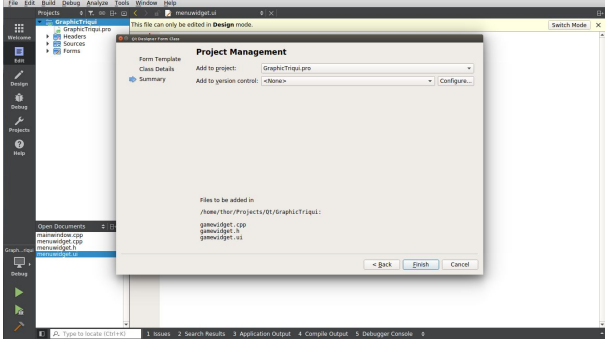 File Edit Build Debug Analyze Tools Window Help
Projects
menuwidget.ui
GraphicTriqui
GraphicTriqui.pro
Headers
Sources
Forms
This file can only be edited in Design mode.
Switch Mode
Welcome
Edit
Design
Debug
Projects
Help
Qt Designer Form Class
Form Template
Class Details
Summary
Project Management
Add to project: GraphicTriqui.pro
Add to version control: <None> Configure...
Files to be added in
/home/thor/Projects/Qt/GraphicTriqui:
gamewidget.cpp
gamewidget.h
gamewidget.ui
< Back Finish Cancel
Open Documents
mainwindow.cpp
menuwidget.cpp
menuwidget.h
menuwidget.ui
Graph...riqui
Debug
Type to locate (Ctrl+K) 1 Issues 2 Search Results 3 Application Output 4 Compile Output 5 Debugger Console